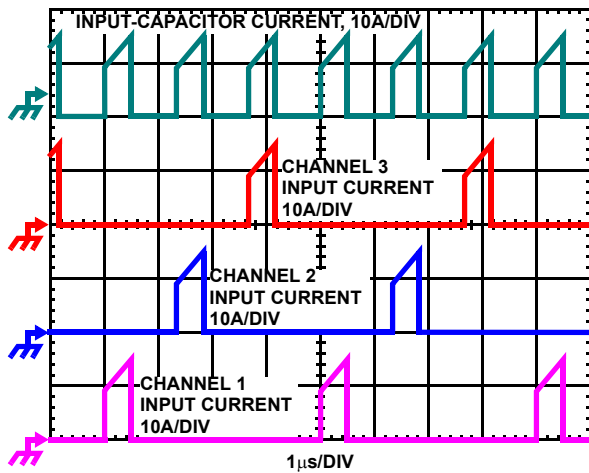 INPUT-CAPACITOR CURRENT, 10A/DIV
CHANNEL 3
INPUT CURRENT
10A/DIV
CHANNEL 2
INPUT CURRENT
10A/DIV
CHANNEL 1
INPUT CURRENT
10A/DIV
1μs/DIV